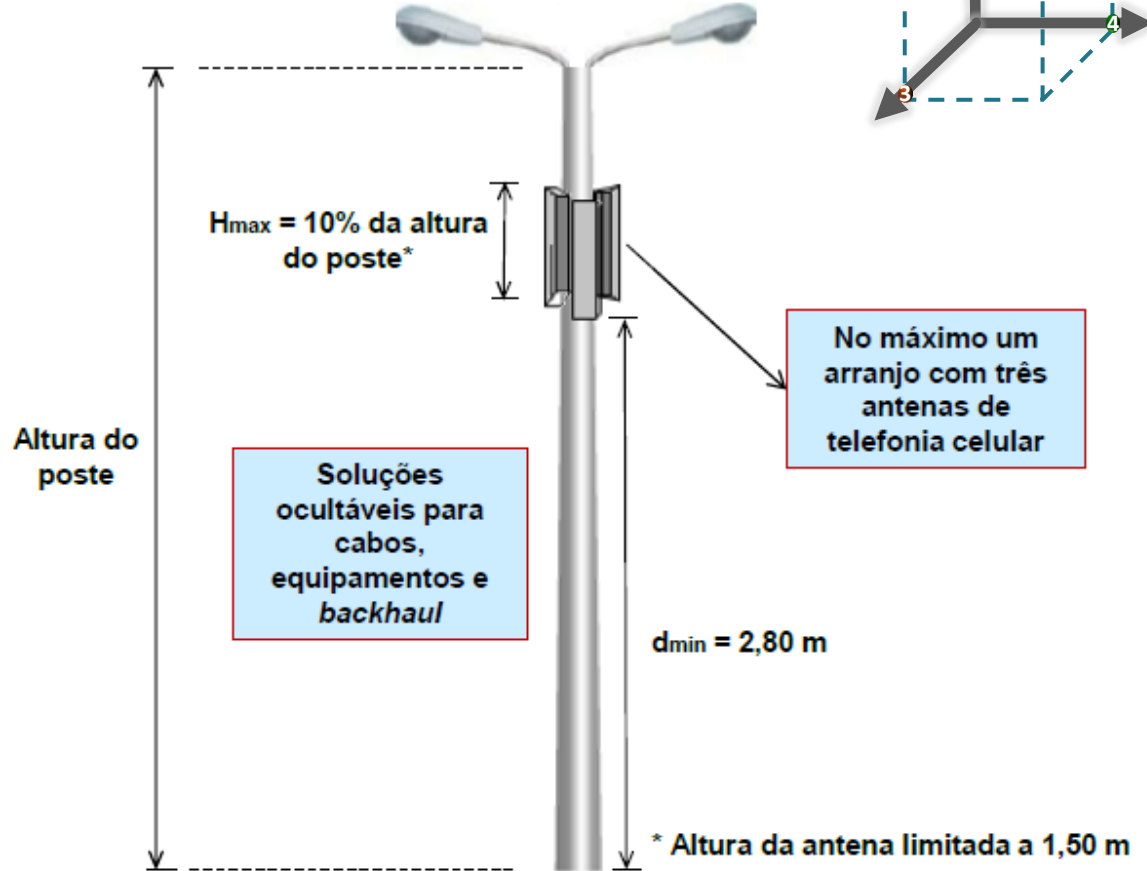 4
3
Hmax = 10% da altura
do poste*
No máximo um
arranjo com três
antenas de
telefonia celular
Altura do
poste
Soluções
ocultáveis para
cabos,
equipamentos e
backhaul
dmin = 2,80 m
* Altura da antena limitada a 1,50 m